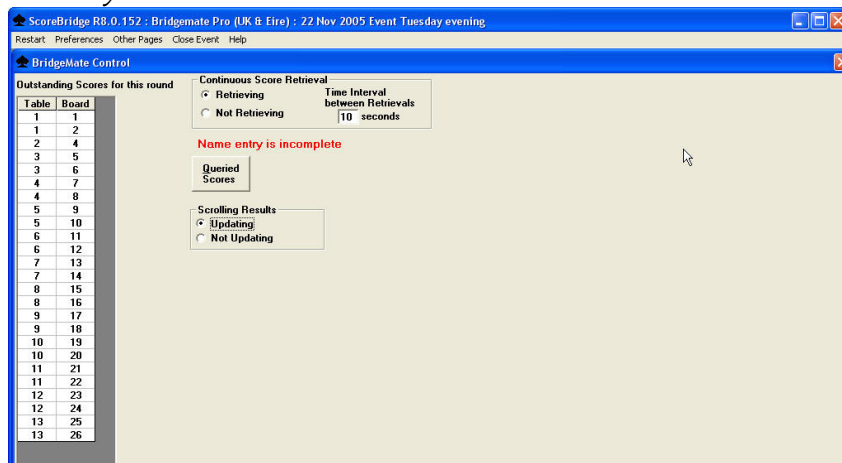 ScoreBridge R8.0.152 : Bridgemate Pro (UK & Eire) : 22 Nov 2005 Event Tuesday evening
Restart Preferences Other Pages Close Event Help
BridgeMate Control
Outstanding Scores for this round
Table Board
1 1
1 2
2 4
3 5
3 6
4 7
4 8
5 9
5 10
6 11
6 12
7 13
7 14
8 15
8 16
9 17
9 18
10 19
10 20
11 21
11 22
12 23
12 24
13 25
13 26
Continuous Score Retrieval
Retrieving
Not Retrieving
Time Interval
between Retrievals
10 seconds
Name entry is incomplete
Queried
Scores
Scrolling Results
Updating
Not Updating